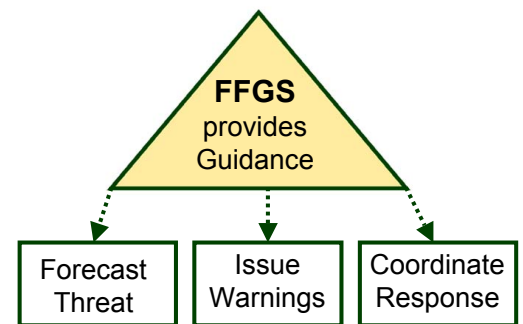 FFGS
provides
Guidance
Forecast
Threat
Issue
Warnings
Coordinate
Response